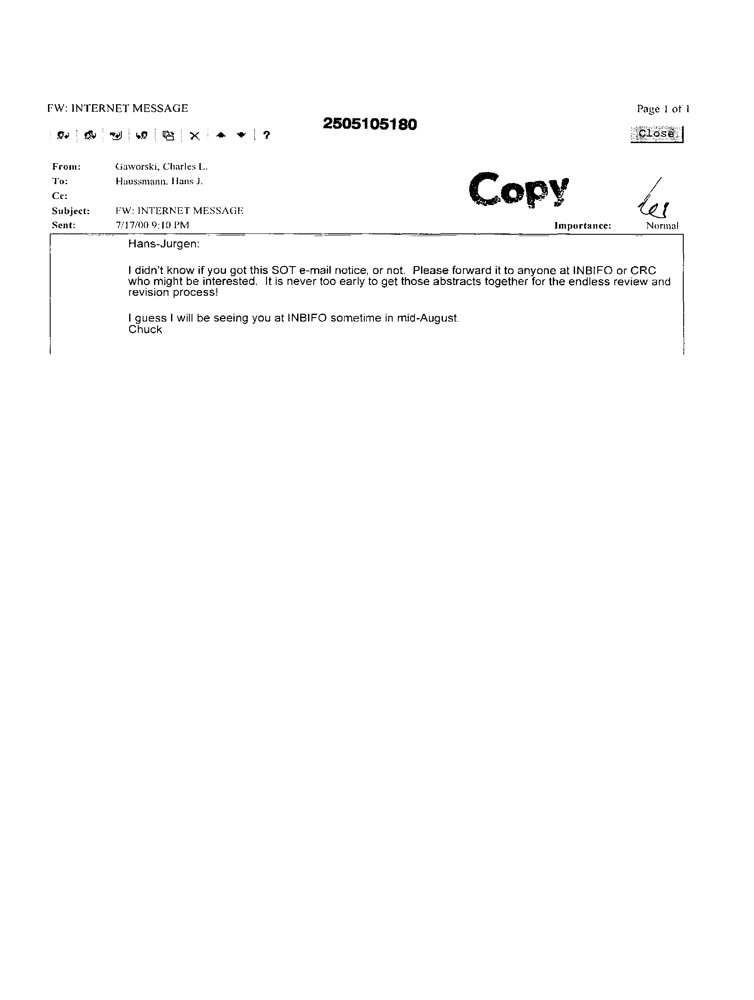 FW: INTERNET MESSAGE
Page 1 of 1
2505105180
?
Close
From: Gaworski, Charles L.
To: Haussmann, Hans J.
Cc:
Copy
Subject: FW: INTERNET MESSAGE
Sent: 7/17/00 9:10 PM
Importance: Normal
Hans-Jurgen:
I didn't know if you got this SOT e-mail notice, or not. Please forward it to anyone at INBIFO or CRC
who might be interested. It is never too early to get those abstracts together for the endless review and
revision process!
I guess I will be seeing you at INBIFO sometime in mid-August.
Chuck